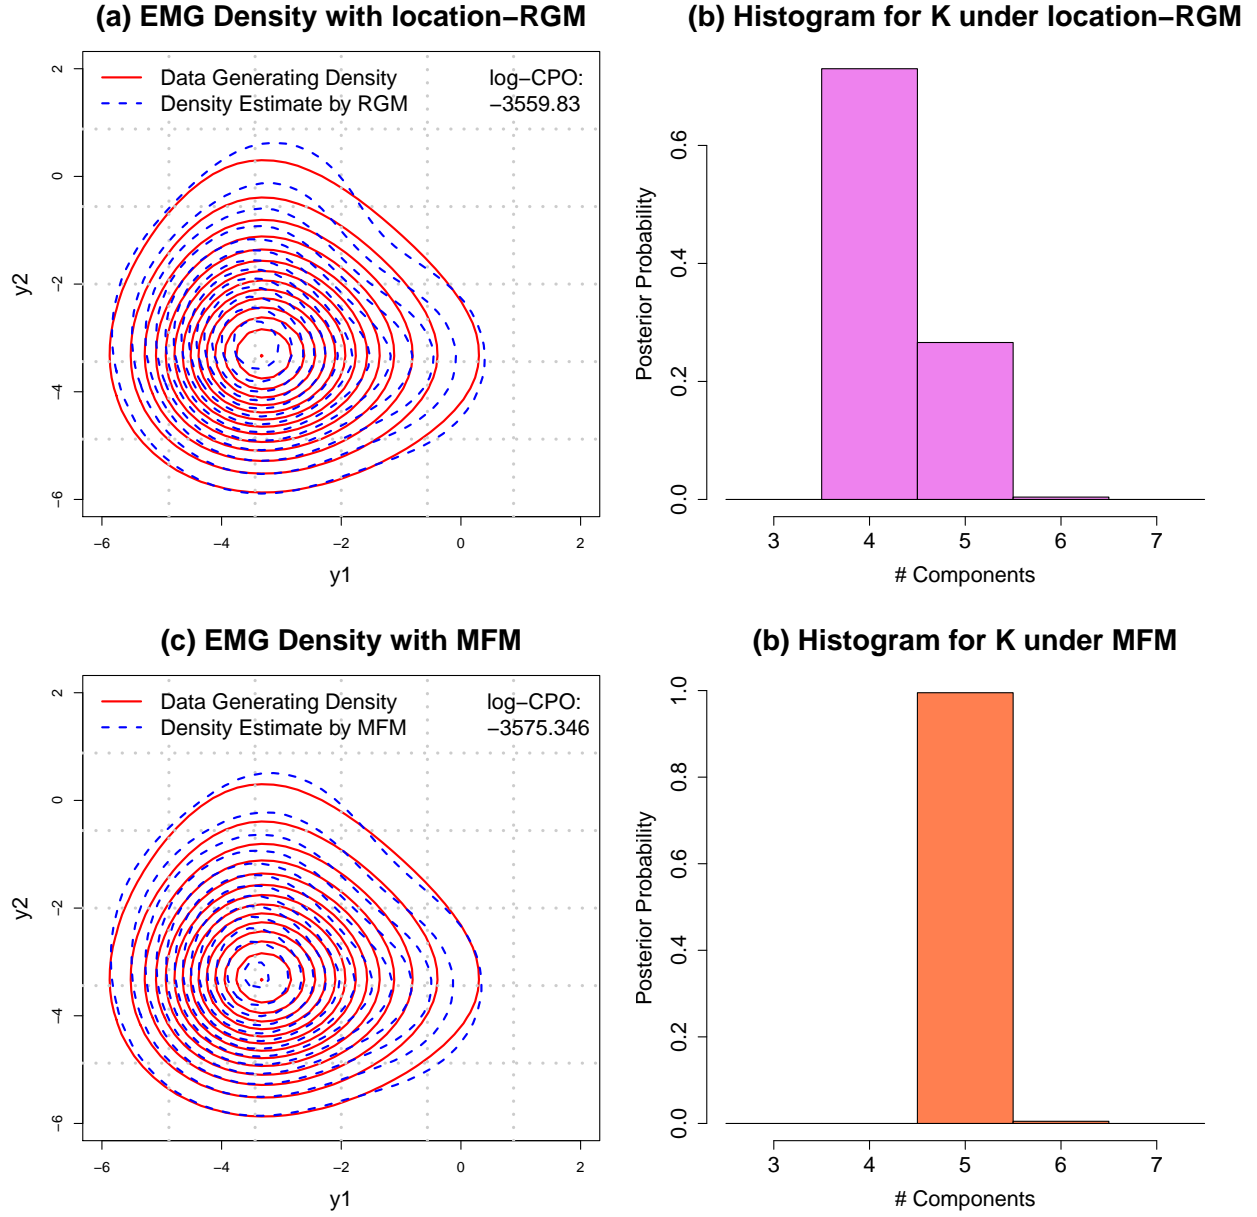 (a) EMG Density with location−RGM
Data Generating Density
Density Estimate by RGM
log−CPO:
−3559.83
2
0
−2
−4
−6
y2
−6
−4
−2
0
2
y1
(b) Histogram for K under location−RGM
0.6
0.4
0.2
0.0
Posterior Probability
3
4
5
6
7
# Components
(c) EMG Density with MFM
Data Generating Density
Density Estimate by MFM
log−CPO:
−3575.346
2
0
−2
−4
−6
y2
−6
−4
−2
0
2
y1
(b) Histogram for K under MFM
1.0
0.8
0.6
0.4
0.2
0.0
Posterior Probability
3
4
5
6
7
# Components